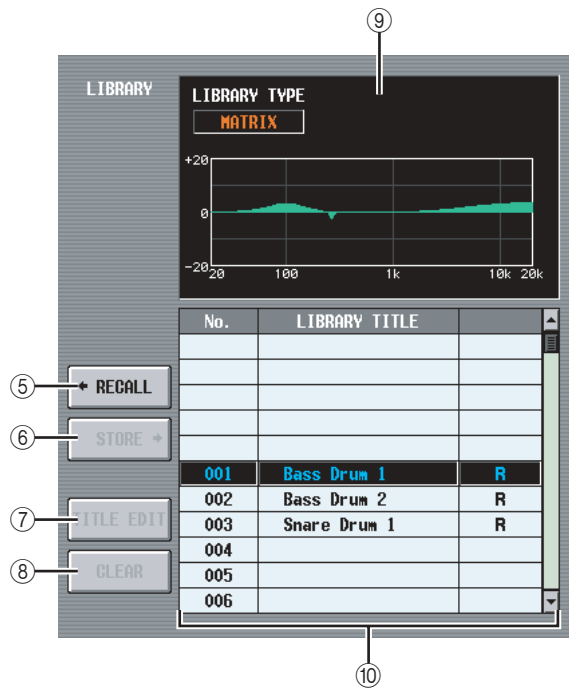 ⑨
LIBRARY
LIBRARY TYPE
MATRIX
+20
0
-20
20 100 1k 10k 20k
No. LIBRARY TITLE
⑤ RECALL
⑥ STORE
001 Bass Drum 1 R
⑦ TITLE EDIT
002 Bass Drum 2 R
003 Snare Drum 1 R
004
⑧ CLEAR
005
006
⑩